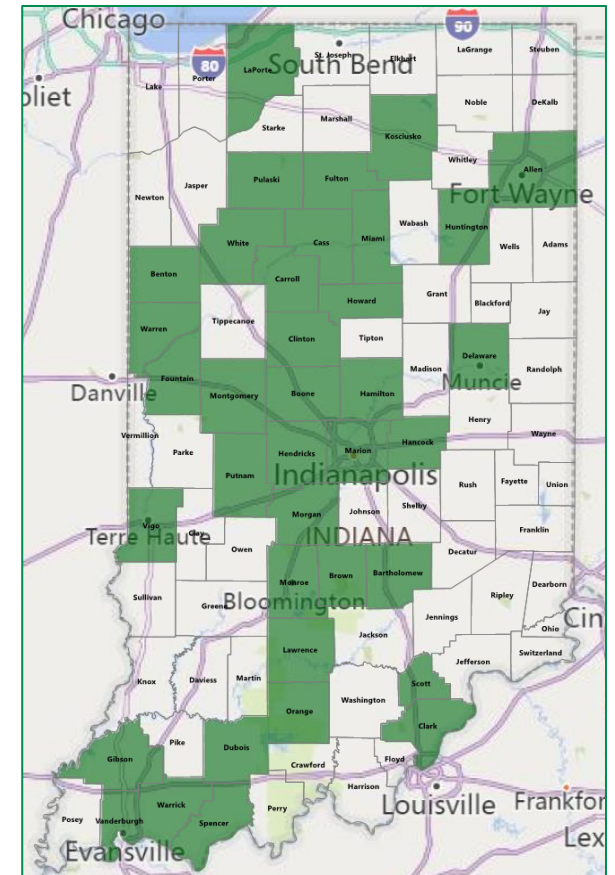 Chicago
90
80
South Bend
St. Joseph
Elkhart
LaGrange
Steuben
LaPorte
Porter
Lake
oliet
Noble
DeKalb
Starke
Marshall
Kosciusko
Whitley
Allen
Fort Wayne
Newton
Jasper
Pulaski
Fulton
Wabash
Huntington
Wells
Adams
White
Cass
Miami
Benton
Carroll
Grant
Blackford
Jay
Howard
Tippecanoe
Warren
Clinton
Tipton
Madison
Delaware
Muncie
Randolph
Danville
Fountain
Montgomery
Boone
Hamilton
Henry
Wayne
Vermillion
Parke
Hendricks
Marion
Hancock
Putnam
Indianapolis
Rush
Fayette
Union
Vigo
Terre Haute
Clay
Morgan
Johnson
Shelby
INDIANA
Franklin
Owen
Decatur
Sullivan
Greene
Monroe
Brown
Bartholomew
Bloomington
Ripley
Dearborn
Jennings
Ohio
Cin
Jackson
Lawrence
Switzerland
Jefferson
Knox
Daviess
Martin
Scott
Washington
Orange
Clark
Pike
Dubois
Gibson
Crawford
Floyd
Harrison
Louisville
Frankfor
Posey
Vanderburgh
Warrick
Spencer
Perry
Evansville
Lex